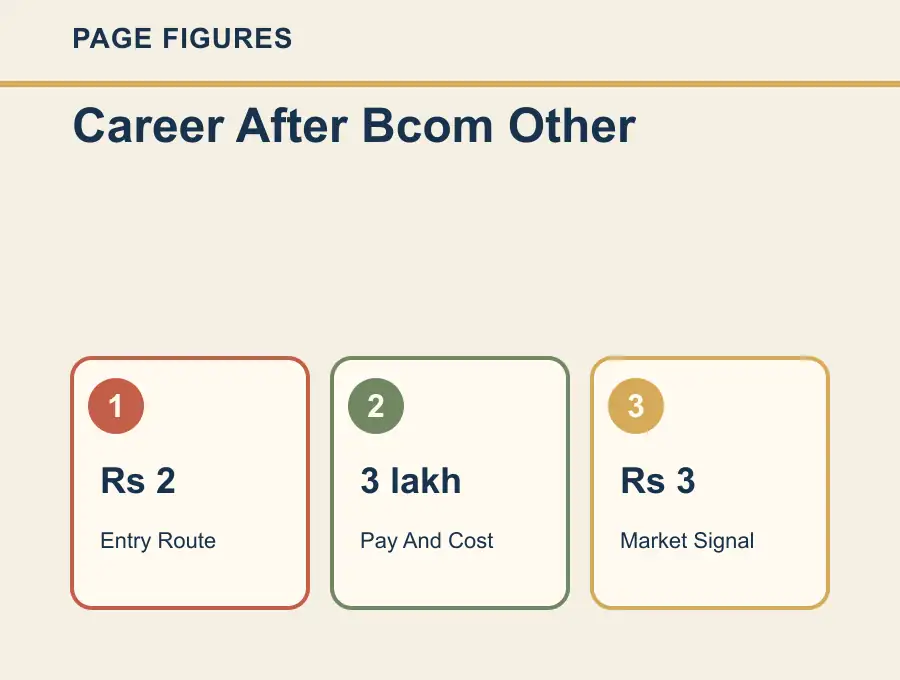 PAGE FIGURES
Career After Bcom Other
1
2
3
Rs 2
3 lakh
Rs 3
Entry Route
Pay And Cost
Market Signal